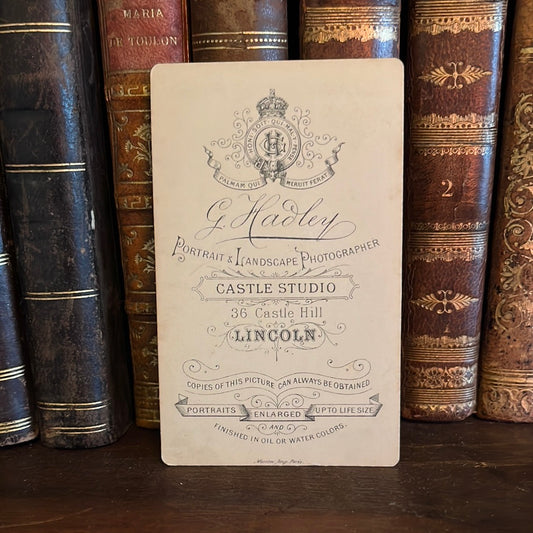 MARIA
DE TOULON
2
HONI SOIT QUI MAL Y PENSE
PALMAM QUI MERUIT FERAT
G. Hadley
PORTRAIT & LANDSCAPE PHOTOGRAPHER
CASTLE STUDIO
36 Castle Hill
LINCOLN
COPIES OF THIS PICTURE CAN ALWAYS BE OBTAINED
PORTRAITS ENLARGED UP TO LIFE SIZE
AND
FINISHED IN OIL OR WATER COLORS.
Paris